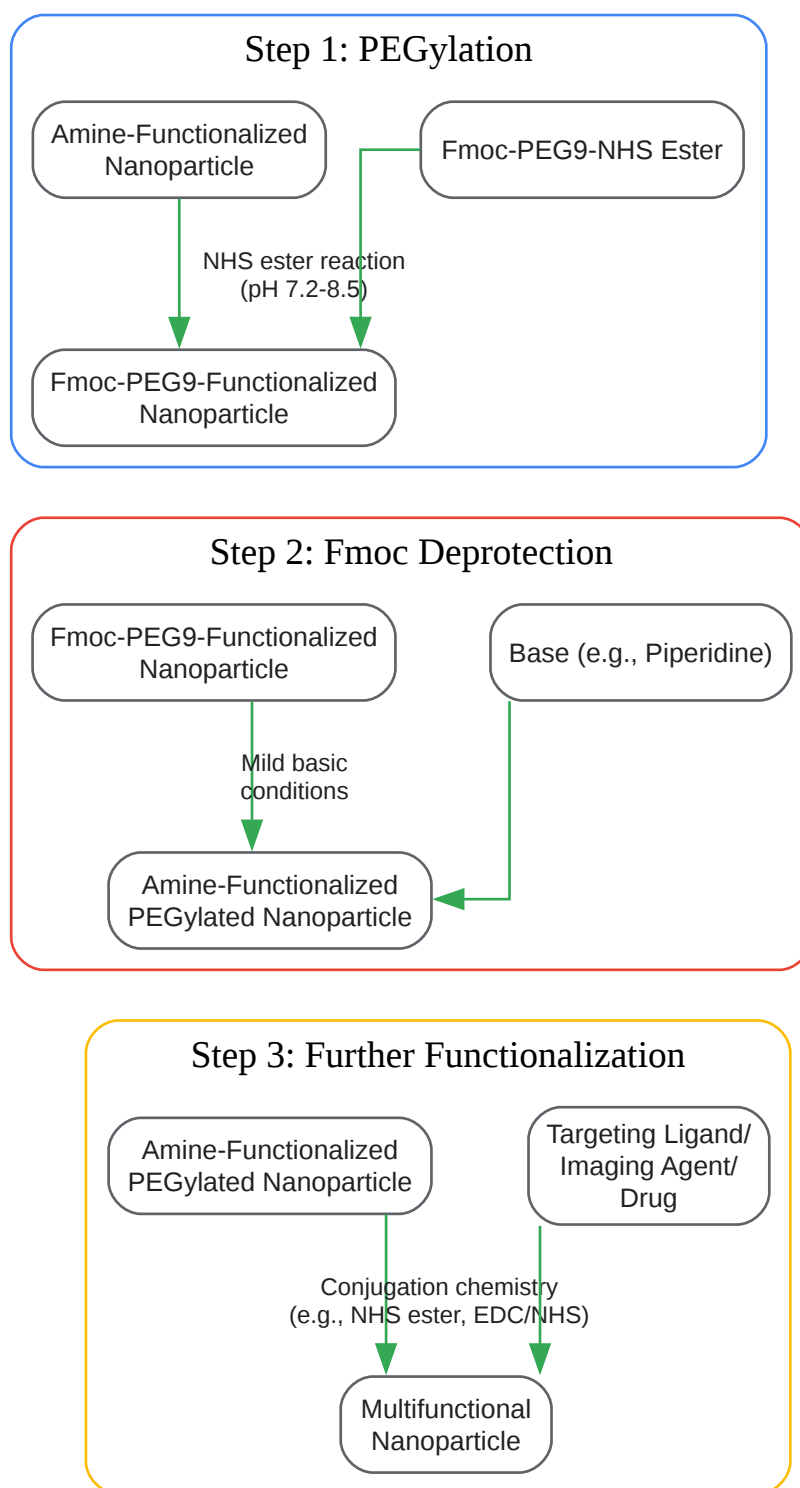 Step 1: PEGylation
Amine-Functionalized
Nanoparticle
Fmoc-PEG9-NHS Ester
NHS ester reaction
(pH 7.2-8.5)
Fmoc-PEG9-Functionalized
Nanoparticle
Step 2: Fmoc Deprotection
Fmoc-PEG9-Functionalized
Nanoparticle
Base (e.g., Piperidine)
Mild basic
conditions
Amine-Functionalized
PEGylated Nanoparticle
Step 3: Further Functionalization
Amine-Functionalized
PEGylated Nanoparticle
Targeting Ligand/
Imaging Agent/
Drug
Conjugation chemistry
(e.g., NHS ester, EDC/NHS)
Multifunctional
Nanoparticle